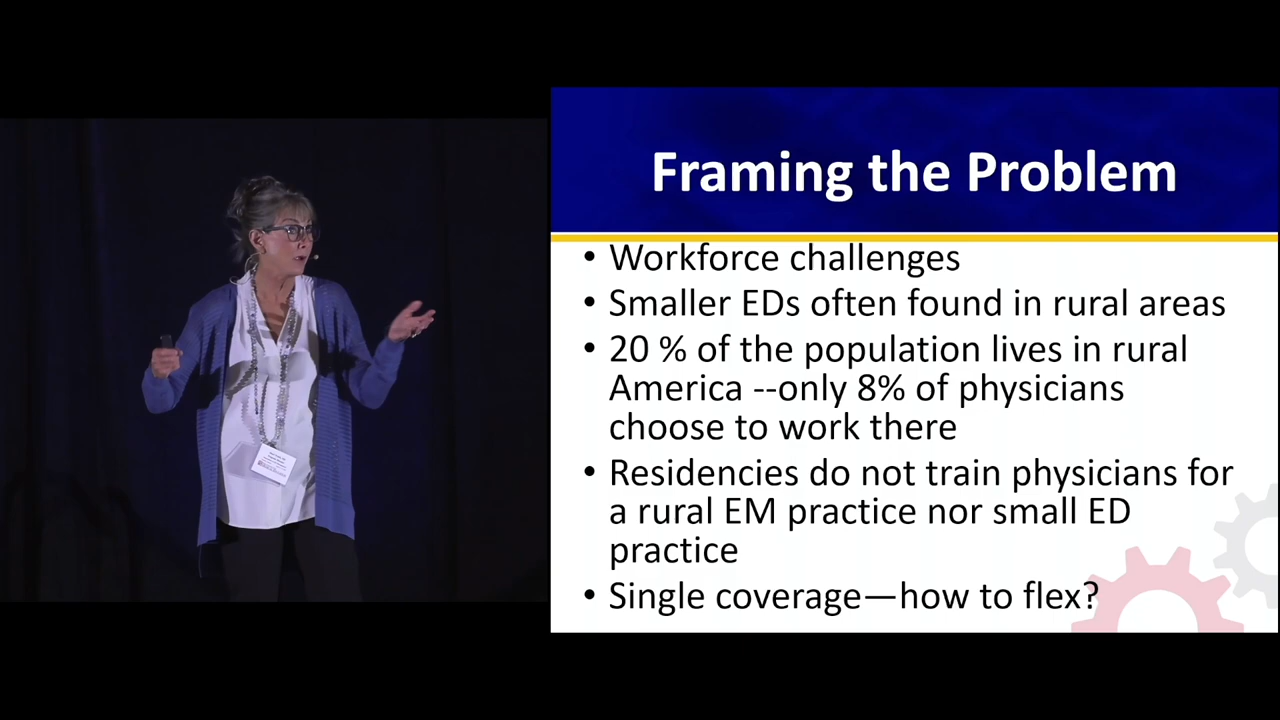 Framing the Problem
• Workforce challenges
• Smaller EDs often found in rural areas
• 20 % of the population lives in rural
America --only 8% of physicians
choose to work there
• Residencies do not train physicians for
a rural EM practice nor small ED
practice
• Single coverage—how to flex?